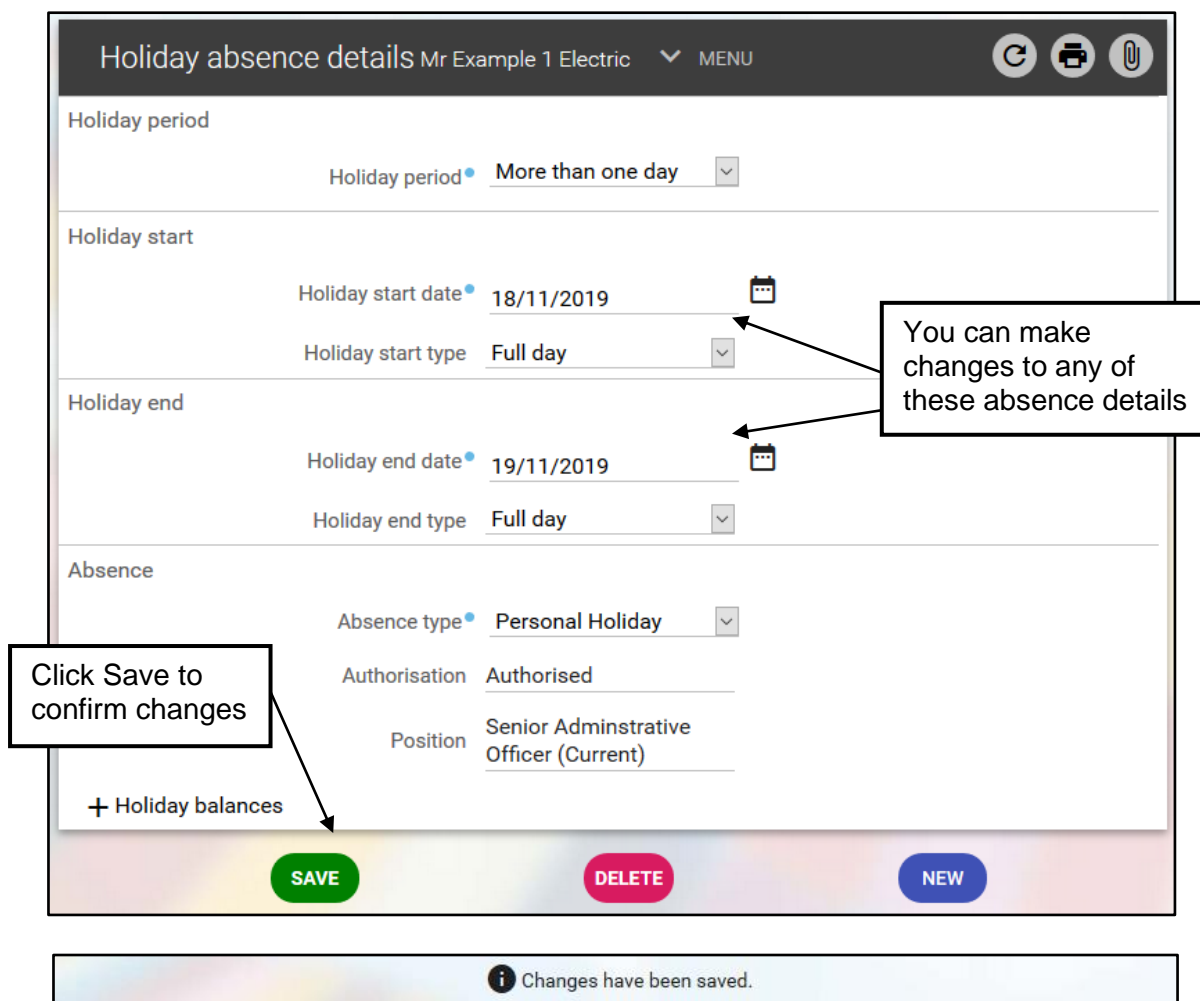 Holiday absence details Mr Example 1 Electric MENU
Holiday period
Holiday period More than one day
Holiday start
Holiday start date 18/11/2019
Holiday start type Full day
You can make
changes to any of
these absence details
Holiday end
Holiday end date 19/11/2019
Holiday end type Full day
Absence
Absence type Personal Holiday
Click Save to
confirm changes
Authorisation Authorised
Position Senior Adminstrative
Officer (Current)
+ Holiday balances
SAVE DELETE NEW
Changes have been saved.